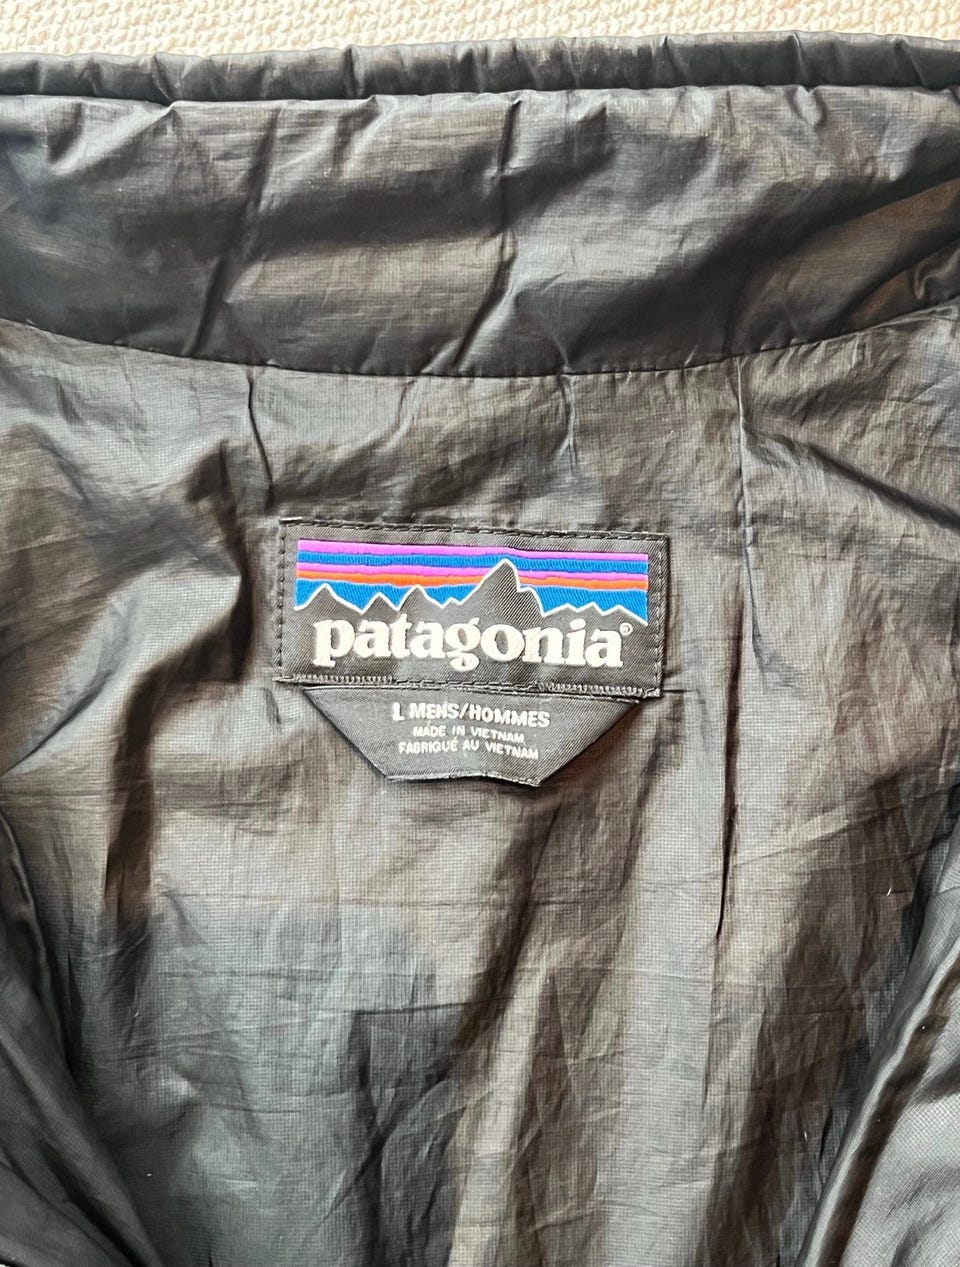 patagonia®
L MENS/HOMMES
MADE IN VIETNAM
FABRIQUÉ AU VIETNAM